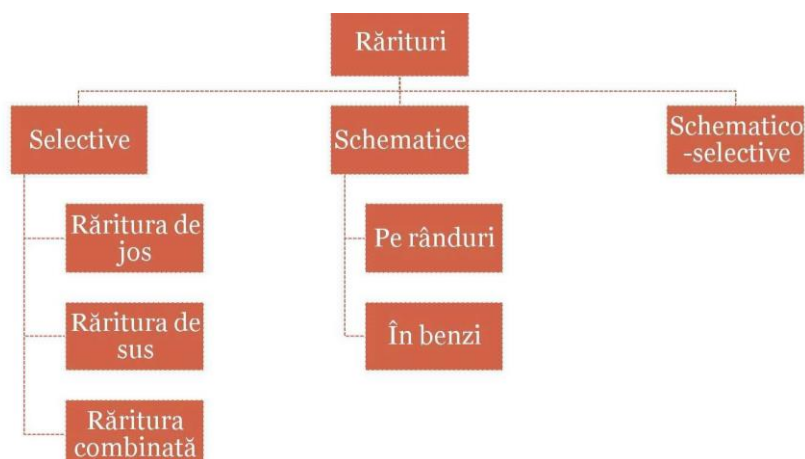 Rărituri
Selective
Schematice
Schematico
-selective
Răritura de
jos
Pe rânduri
Răritura de
sus
În benzi
Răritura
combinată